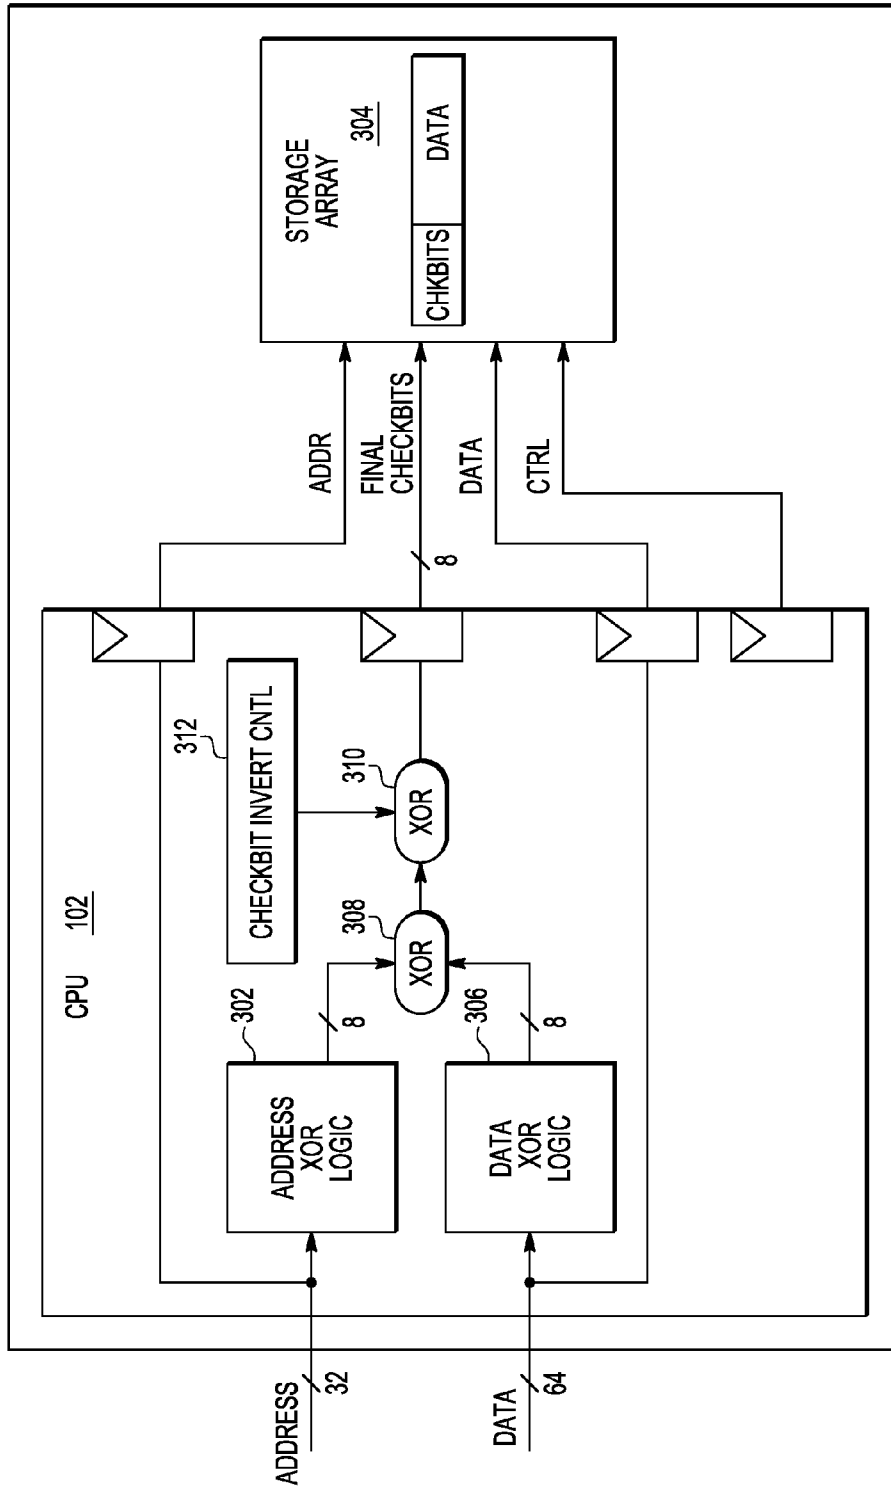 CPU 102
ADDRESS
32
DATA
64
302
ADDRESS
XOR
LOGIC
8
306
DATA
XOR
LOGIC
8
308
XOR
310
XOR
312
CHECKBIT INVERT CNTL
8
ADDR
FINAL
CHECKBITS
DATA
CTRL
STORAGE
ARRAY
304
CHKBITS
DATA